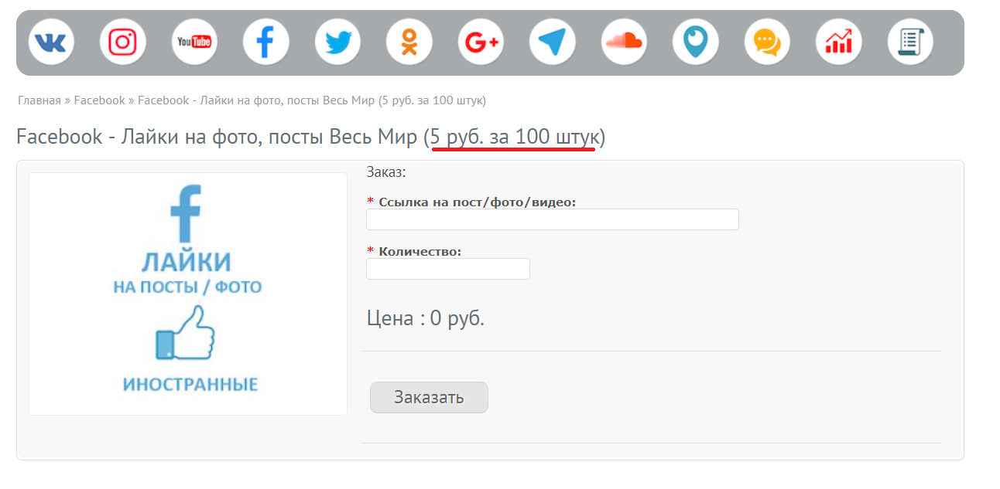 You Tube
G+
Главная » Facebook » Facebook - Лайки на фото, посты Весь Мир (5 руб. за 100 штук)
Facebook - Лайки на фото, посты Весь Мир (5 руб. за 100 штук)
ЛАЙКИ
НА ПОСТЫ / ФОТО
ИНОСТРАННЫЕ
Заказ:
* Ссылка на пост/фото/видео:
* Количество:
Цена : 0 руб.
Заказать